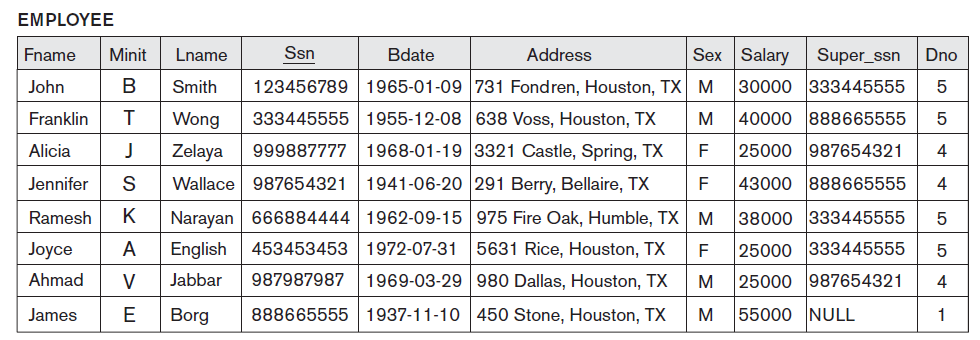 EMPLOYEE
Fname Minit Lname Ssn Bdate Address Sex Salary Super_ssn Dno
John B Smith 123456789 1965-01-09 731 Fondren, Houston, TX M 30000 333445555 5
Franklin T Wong 333445555 1955-12-08 638 Voss, Houston, TX M 40000 888665555 5
Alicia J Zelaya 999887777 1968-01-19 3321 Castle, Spring, TX F 25000 987654321 4
Jennifer S Wallace 987654321 1941-06-20 291 Berry, Bellaire, TX F 43000 888665555 4
Ramesh K Narayan 666884444 1962-09-15 975 Fire Oak, Humble, TX M 38000 333445555 5
Joyce A English 453453453 1972-07-31 5631 Rice, Houston, TX F 25000 333445555 5
Ahmad V Jabbar 987987987 1969-03-29 980 Dallas, Houston, TX M 25000 987654321 4
James E Borg 888665555 1937-11-10 450 Stone, Houston, TX M 55000 NULL 1